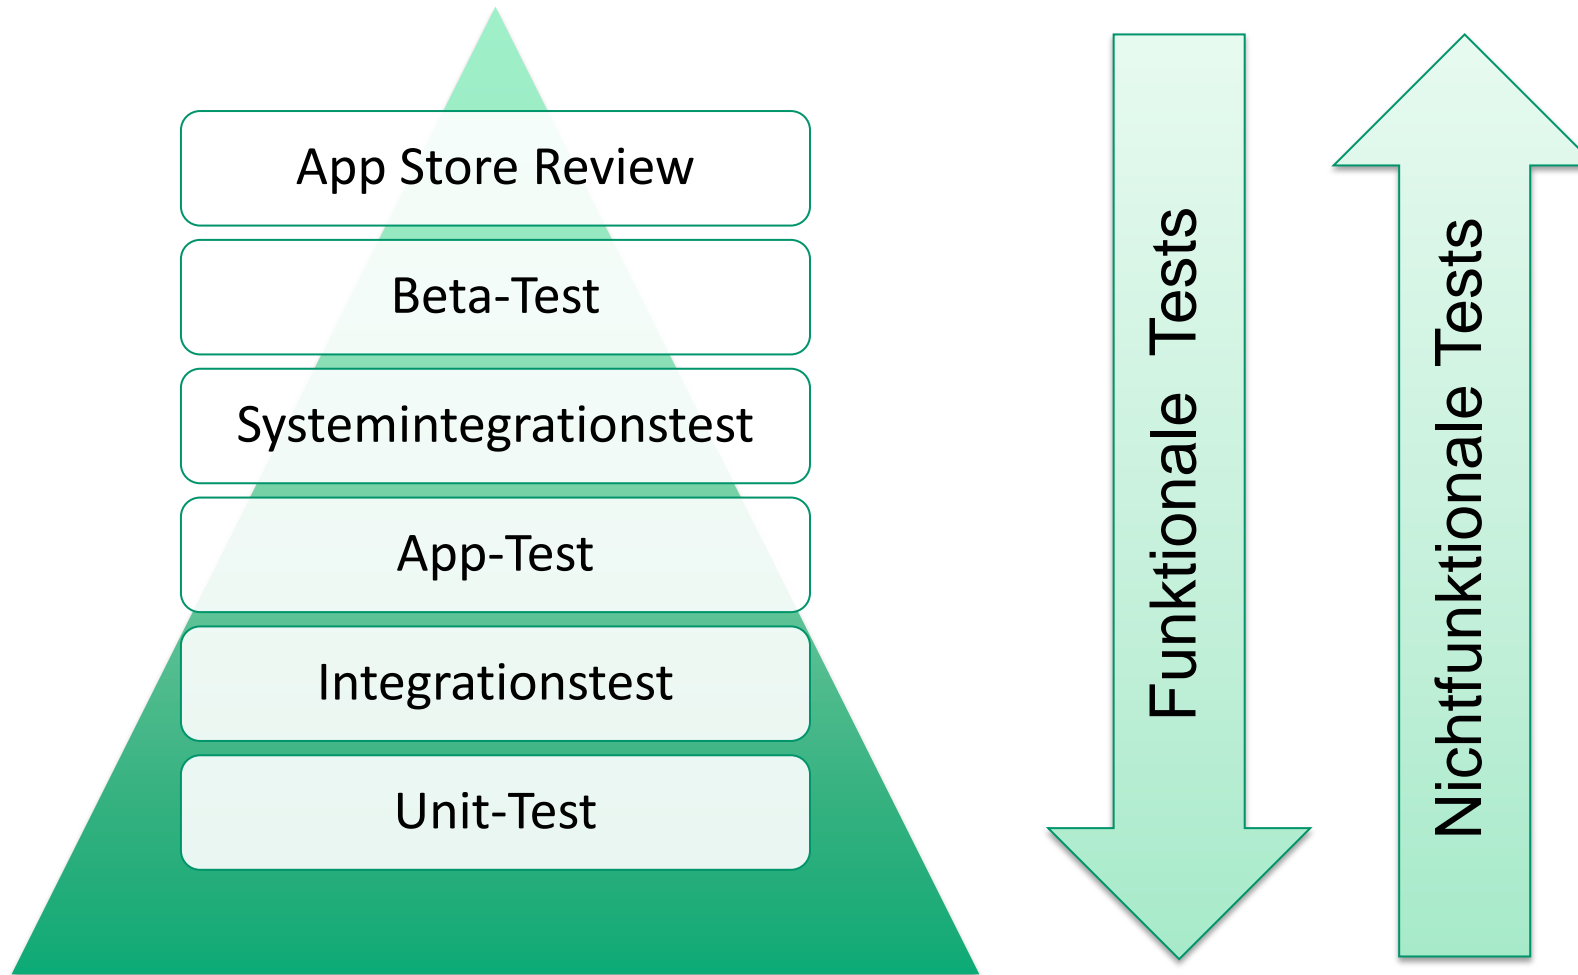 App Store Review
Beta-Test
Systemintegrationstest
App-Test
Integrationstest
Unit-Test
Funktionale Tests
Nichtfunktionale Tests